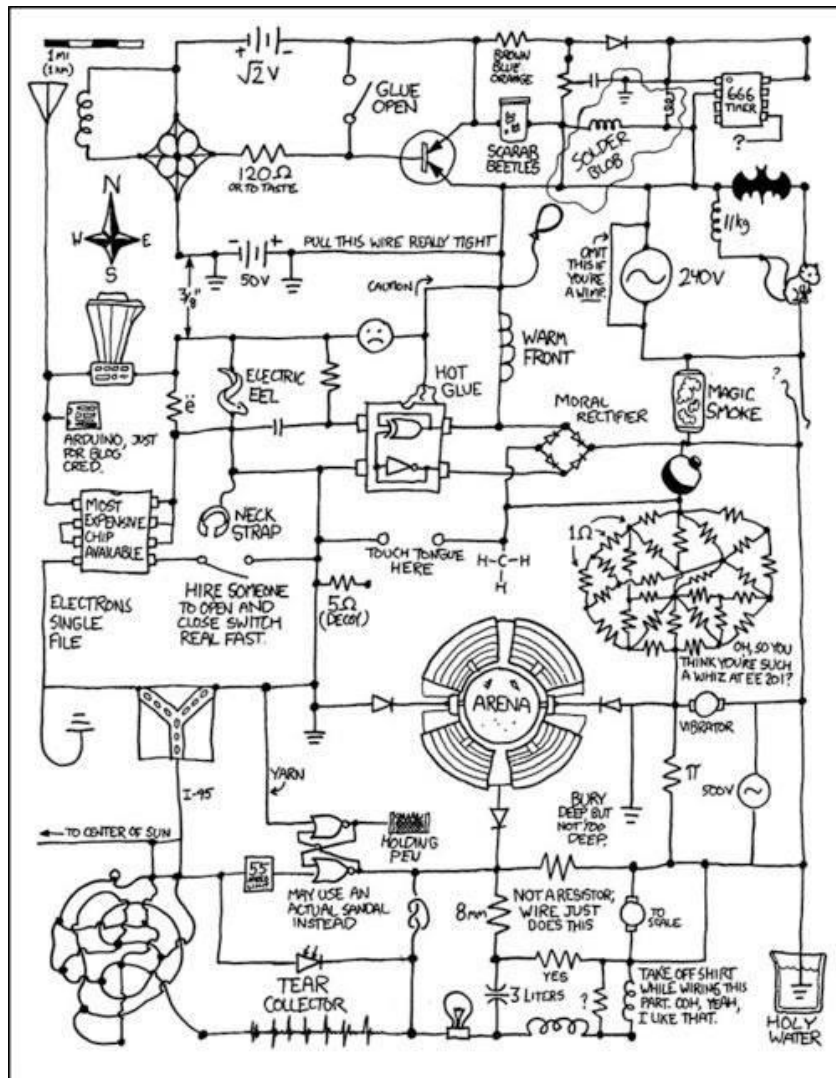 1 MI
(1 KM)
+ -
√2 V
GLUE
OPEN
BROWN
BLUE
ORANGE
666
TIMER
?
SCARAB
BEETLES
SOLDER
BLOB
120Ω
OR TO TASTE
N
W E
S
- +
50V
PULL THIS WIRE REALLY TIGHT
3/8"
CAUTION
OMIT
THIS IF
YOU'RE
A WIMP.
240V
11kg
ELECTRIC
EEL
HOT
GLUE
WARM
FRONT
MORAL
RECTIFIER
MAGIC
SMOKE
?
ë
ARDUINO, JUST
FOR BLOG
CRED.
MOST
EXPENSIVE
CHIP
AVAILABLE
NECK
STRAP
TOUCH TONGUE
HERE
H-C-H
H
1Ω
HIRE SOMEONE
TO OPEN AND
CLOSE SWITCH
REAL FAST.
5Ω
(DECOY)
ELECTRONS
SINGLE
FILE
OH, SO YOU
THINK YOU'RE SUCH
A WHIZ AT EE 201?
ARENA
VIBRATOR
π
500V
I-95
YARN
BURY
DEEP BUT
NOT TOO
DEEP.
TO CENTER OF SUN
HOLDING
PEN
55
MAY USE AN
ACTUAL SANDAL
INSTEAD
NOT A RESISTOR;
WIRE JUST
DOES THIS
8mm
TO
SCALE
TEAR
COLLECTOR
YES
3 LITERS
?
TAKE OFF SHIRT
WHILE WIRING THIS
PART. OOH, YEAH,
I LIKE THAT.
HOLY
WATER